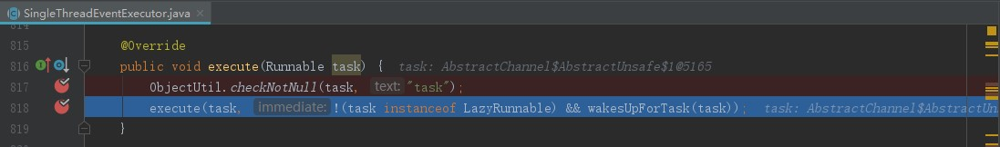 SingleThreadEventExecutor.java ×
814
815 @Override
816 public void execute(Runnable task) { task: AbstractChannel$AbstractUnsafe$1@5165
817 ObjectUtil.checkNotNull(task, text: "task");
818 execute(task, immediate: !(task instanceof LazyRunnable) && wakesUpForTask(task)); task: AbstractChannel$AbstractUn
819 }